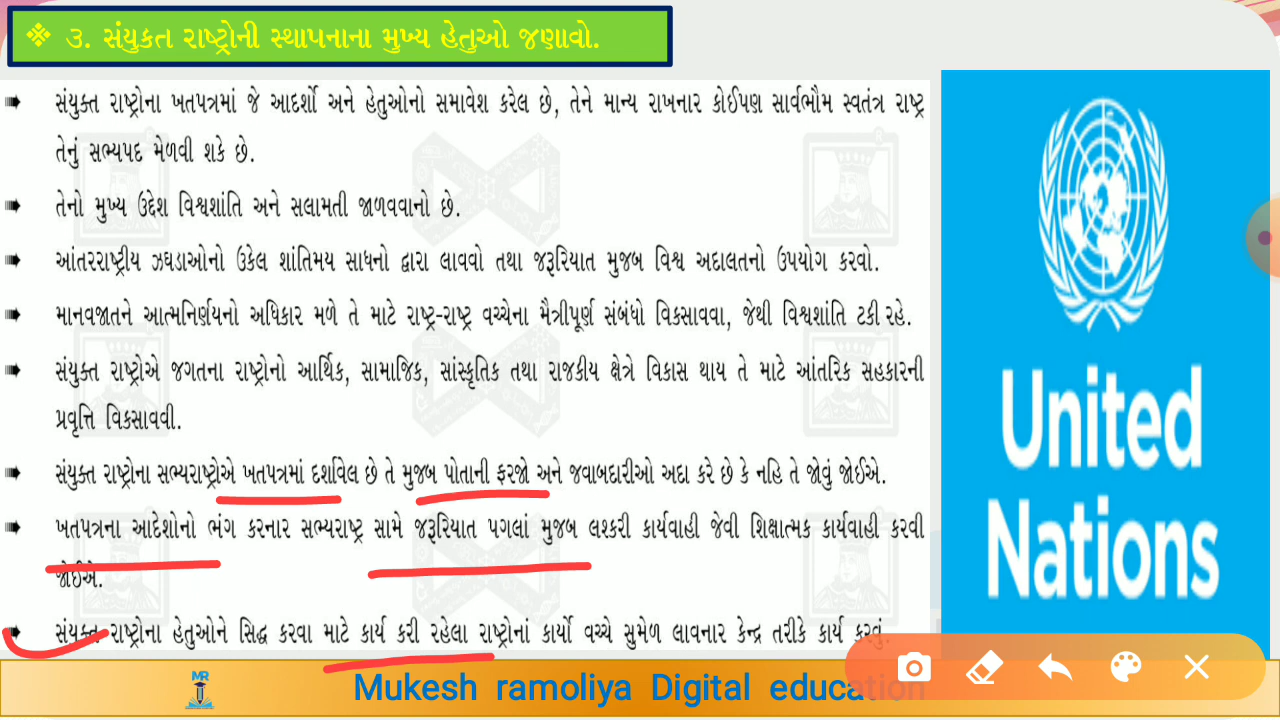 ❖ ૩. સંયુકત રાષ્ટ્રોની સ્થાપનાના મુખ્ય હેતુઓ જણાવો.
➠ સંયુક્ત રાષ્ટ્રોના ખતપત્રમાં જે આદર્શો અને હેતુઓનો સમાવેશ કરેલ છે, તેને માન્ય રાખનાર કોઈપણ સાર્વભૌમ સ્વતંત્ર રાષ્ટ્ર
તેનું સભ્યપદ મેળવી શકે છે.
➠ તેનો મુખ્ય ઉદ્દેશ વિશ્વશાંતિ અને સલામતી જાળવવાનો છે.
➠ આંતરરાષ્ટ્રીય ઝઘડાઓનો ઉકેલ શાંતિમય સાધનો દ્વારા લાવવો તથા જરૂરિયાત મુજબ વિશ્વ અદાલતનો ઉપયોગ કરવો.
➠ માનવજાતને આત્મનિર્ણયનો અધિકાર મળે તે માટે રાષ્ટ્ર-રાષ્ટ્ર વચ્ચેના મૈત્રીપૂર્ણ સંબંધો વિકસાવવા, જેથી વિશ્વશાંતિ ટકી રહે.
➠ સંયુક્ત રાષ્ટ્રોએ જગતના રાષ્ટ્રોનો આર્થિક, સામાજિક, સાંસ્કૃતિક તથા રાજકીય ક્ષેત્રે વિકાસ થાય તે માટે આંતરિક સહકારની
પ્રવૃત્તિ વિકસાવવી.
➠ સંયુક્ત રાષ્ટ્રોના સભ્યરાષ્ટ્રોએ ખતપત્રમાં દર્શાવેલ છે તે મુજબ પોતાની ફરજો અને જવાબદારીઓ અદા કરે છે કે નહિ તે જોવું જોઈએ.
➠ ખતપત્રના આદેશોનો ભંગ કરનાર સભ્યરાષ્ટ્ર સામે જરૂરિયાત પગલાં મુજબ લશ્કરી કાર્યવાહી જેવી શિક્ષાત્મક કાર્યવાહી કરવી
જોઈએ.
➠ સંયુક્ત રાષ્ટ્રોના હેતુઓને સિદ્ધ કરવા માટે કાર્ય કરી રહેલા રાષ્ટ્રોનાં કાર્યો વચ્ચે સુમેળ લાવનાર કેન્દ્ર તરીકે કાર્ય કરવું.
United
Nations
MR
Mukesh ramoliya Digital education